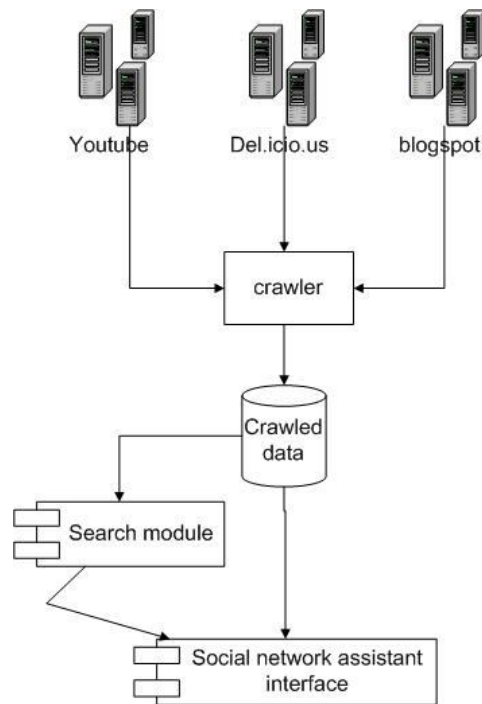 Youtube
Del.icio.us
blogspot
crawler
Crawled
data
Search module
Social network assistant
interface